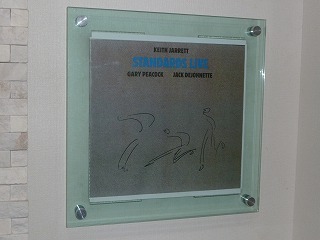 KEITH JARRETT
STANDARDS LIVE
GARY PEACOCK JACK DEJOHNETTE